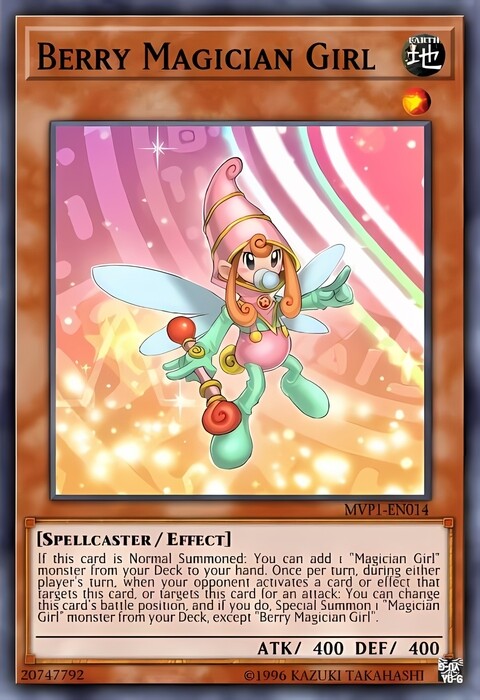 BERRY MAGICIAN GIRL
EARTH
地
MVP1-EN014
[SPELLCASTER / EFFECT]
If this card is Normal Summoned: You can add 1 "Magician Girl"
monster from your Deck to your hand. Once per turn, during either
player's turn, when your opponent activates a card or effect that
targets this card, or targets this card for an attack: You can change
this card's battle position, and if you do, Special Summon 1 "Magician
Girl" monster from your Deck, except "Berry Magician Girl".
ATK/ 400 DEF/ 400
20747792
©1996 KAZUKI TAKAHASHI